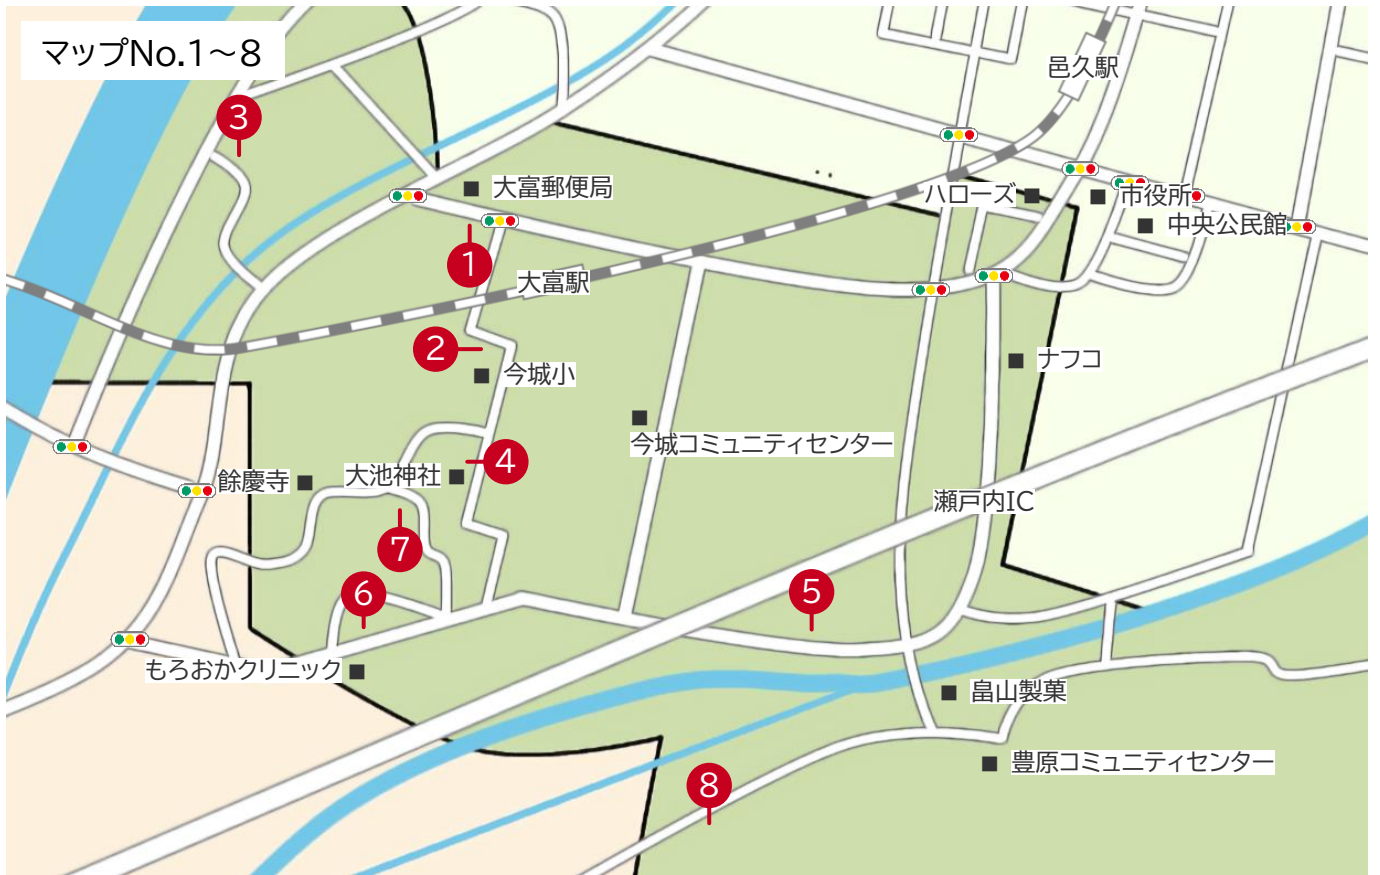 マップNo.1～8
邑久駅
3
大富郵便局
ハローズ
市役所
中央公民館
1
大富駅
2
今城小
ナフコ
今城コミュニティセンター
4
大池神社
餘慶寺
瀬戸内IC
7
6
5
もろおかクリニック
畠山製菓
豊原コミュニティセンター
8